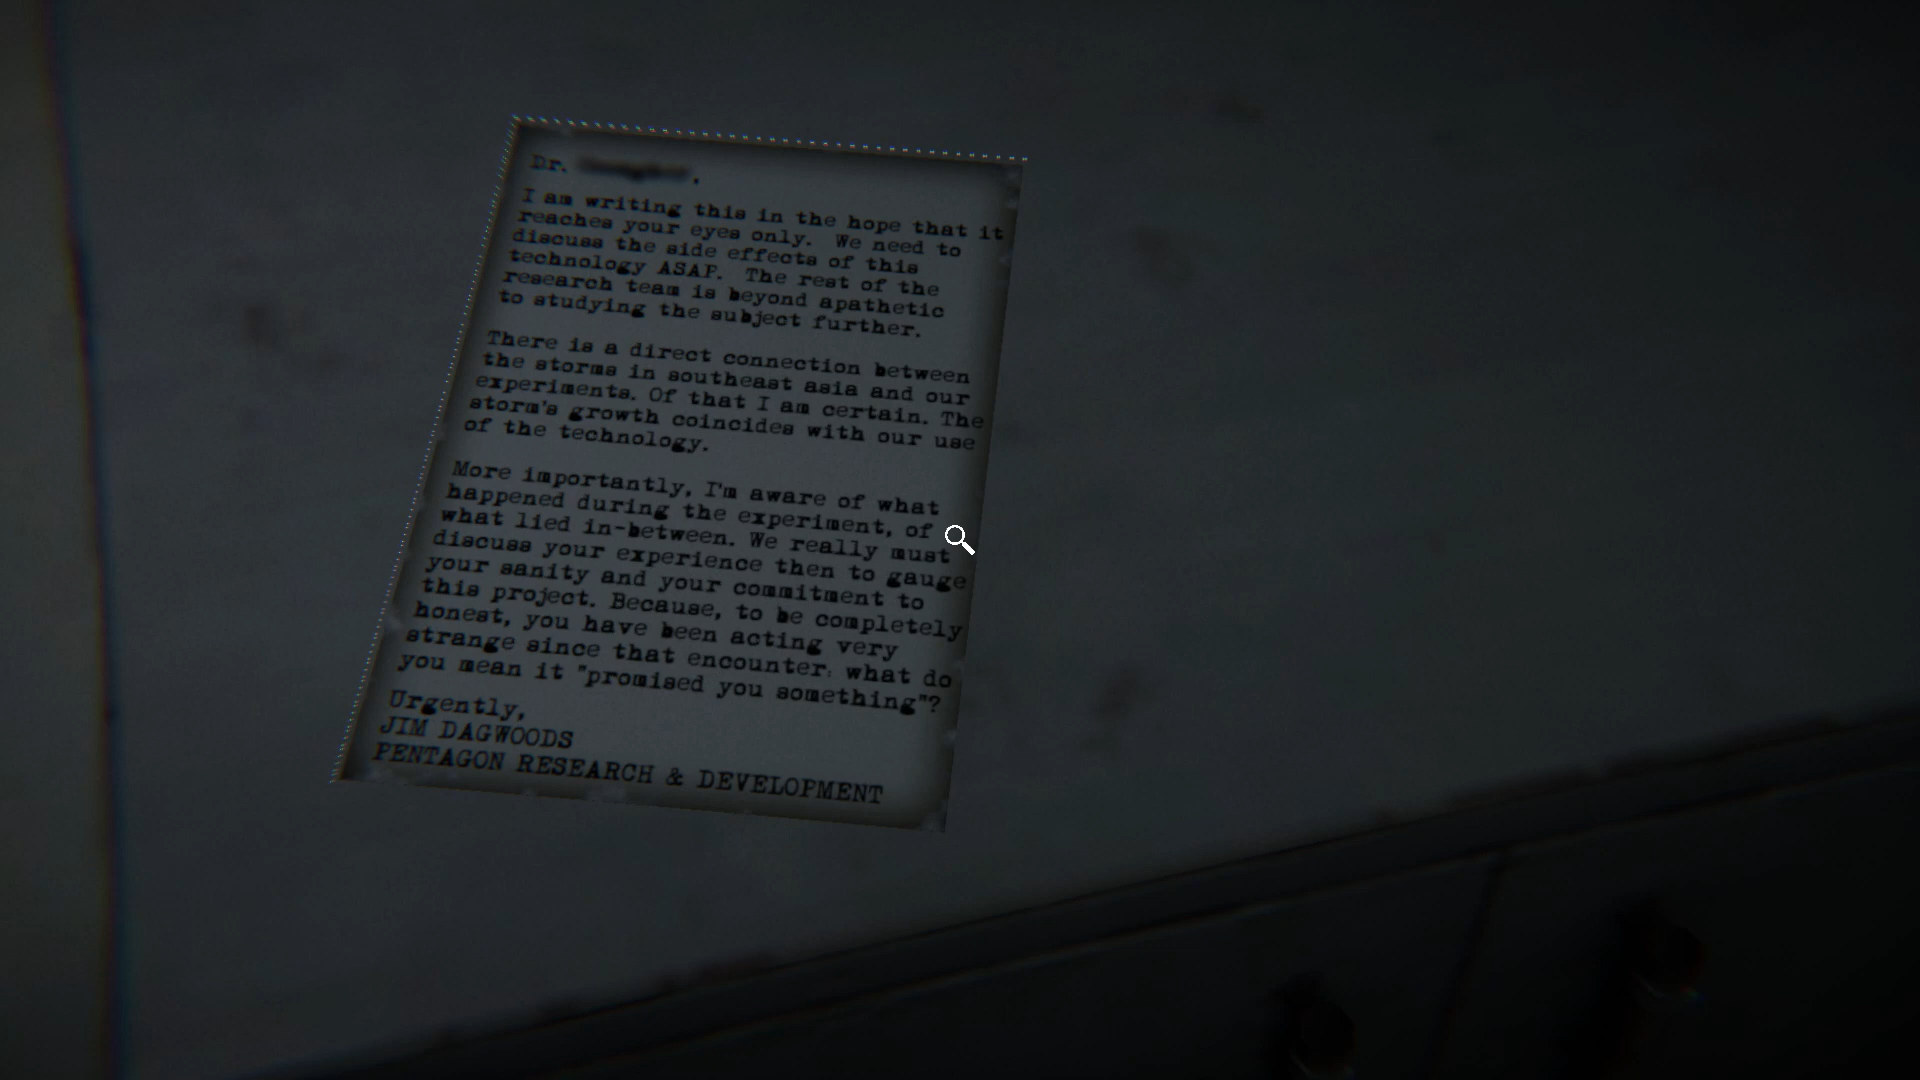 Dr. .
I am writing this in the hope that it
reaches your eyes only. We need to
discuss the side effects of this
technology ASAP. The rest of the
research team is beyond apathetic
to studying the subject further.
There is a direct connection between
the storms in southeast asia and our
experiments. Of that I am certain. The
storm's growth coincides with our use
of the technology.
More importantly, I'm aware of what
happened during the experiment, of
what lied in-between. We really must
discuss your experience then to gauge
your sanity and your commitment to
this project. Because, to be completely
honest, you have been acting very
strange since that encounter: what do
you mean it "promised you something"?
Urgently,
JIM DAGWOODS
PENTAGON RESEARCH & DEVELOPMENT